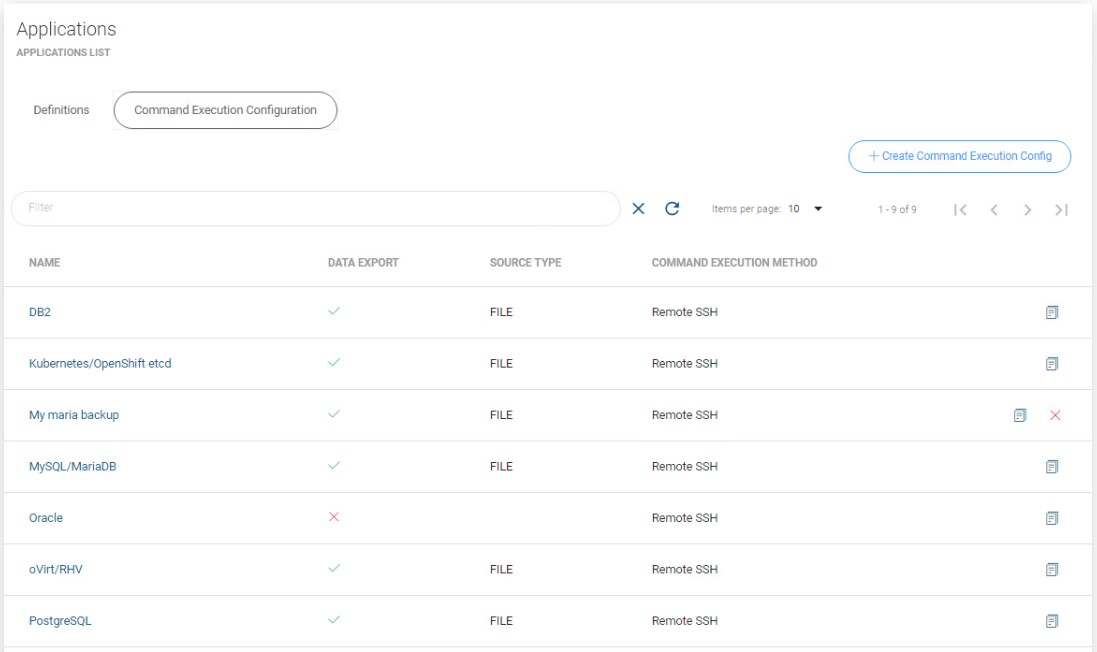 Applications
APPLICATIONS LIST
Definitions Command Execution Configuration
Create Command Execution Config
Filter Items per page: 10 1 - 9 of 9
NAME DATA EXPORT SOURCE TYPE COMMAND EXECUTION METHOD
DB2 FILE Remote SSH
Kubernetes/OpenShift etcd FILE Remote SSH
My maria backup FILE Remote SSH
MySQL/MariaDB FILE Remote SSH
Oracle Remote SSH
oVirt/RHV FILE Remote SSH
PostgreSQL FILE Remote SSH